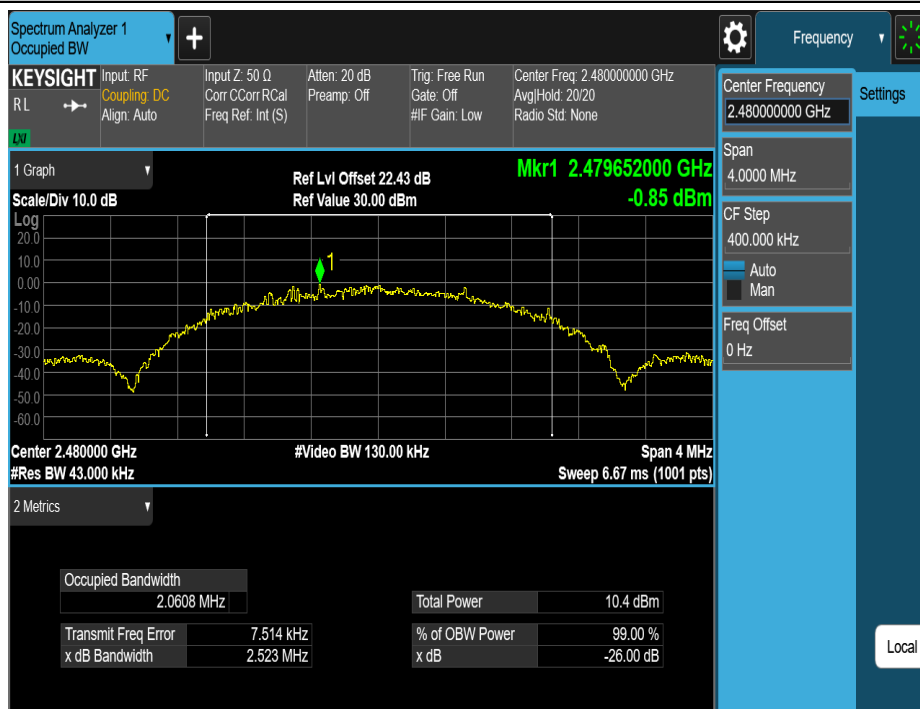 Spectrum Analyzer 1
Occupied BW
+
Frequency
KEYSIGHT
RL
LXI
Input: RF
Coupling: DC
Align: Auto
Input Z: 50 Ω
Corr CCorr RCal
Freq Ref: Int (S)
Atten: 20 dB
Preamp: Off
Trig: Free Run
Gate: Off
#IF Gain: Low
Center Freq: 2.480000000 GHz
Avg|Hold: 20/20
Radio Std: None
Center Frequency
2.480000000 GHz
Settings
Span
4.0000 MHz
CF Step
400.000 kHz
Auto
Man
Freq Offset
0 Hz
Local
1 Graph
Scale/Div 10.0 dB
Ref Lvl Offset 22.43 dB
Ref Value 30.00 dBm
Mkr1 2.479652000 GHz
-0.85 dBm
Log
20.0
10.0
0.00
-10.0
-20.0
-30.0
-40.0
-50.0
-60.0
1
Center 2.480000 GHz
#Video BW 130.00 kHz
Span 4 MHz
#Res BW 43.000 kHz
Sweep 6.67 ms (1001 pts)
2 Metrics
Occupied Bandwidth
2.0608 MHz
Total Power 10.4 dBm
Transmit Freq Error 7.514 kHz
% of OBW Power 99.00 %
x dB Bandwidth 2.523 MHz
x dB -26.00 dB